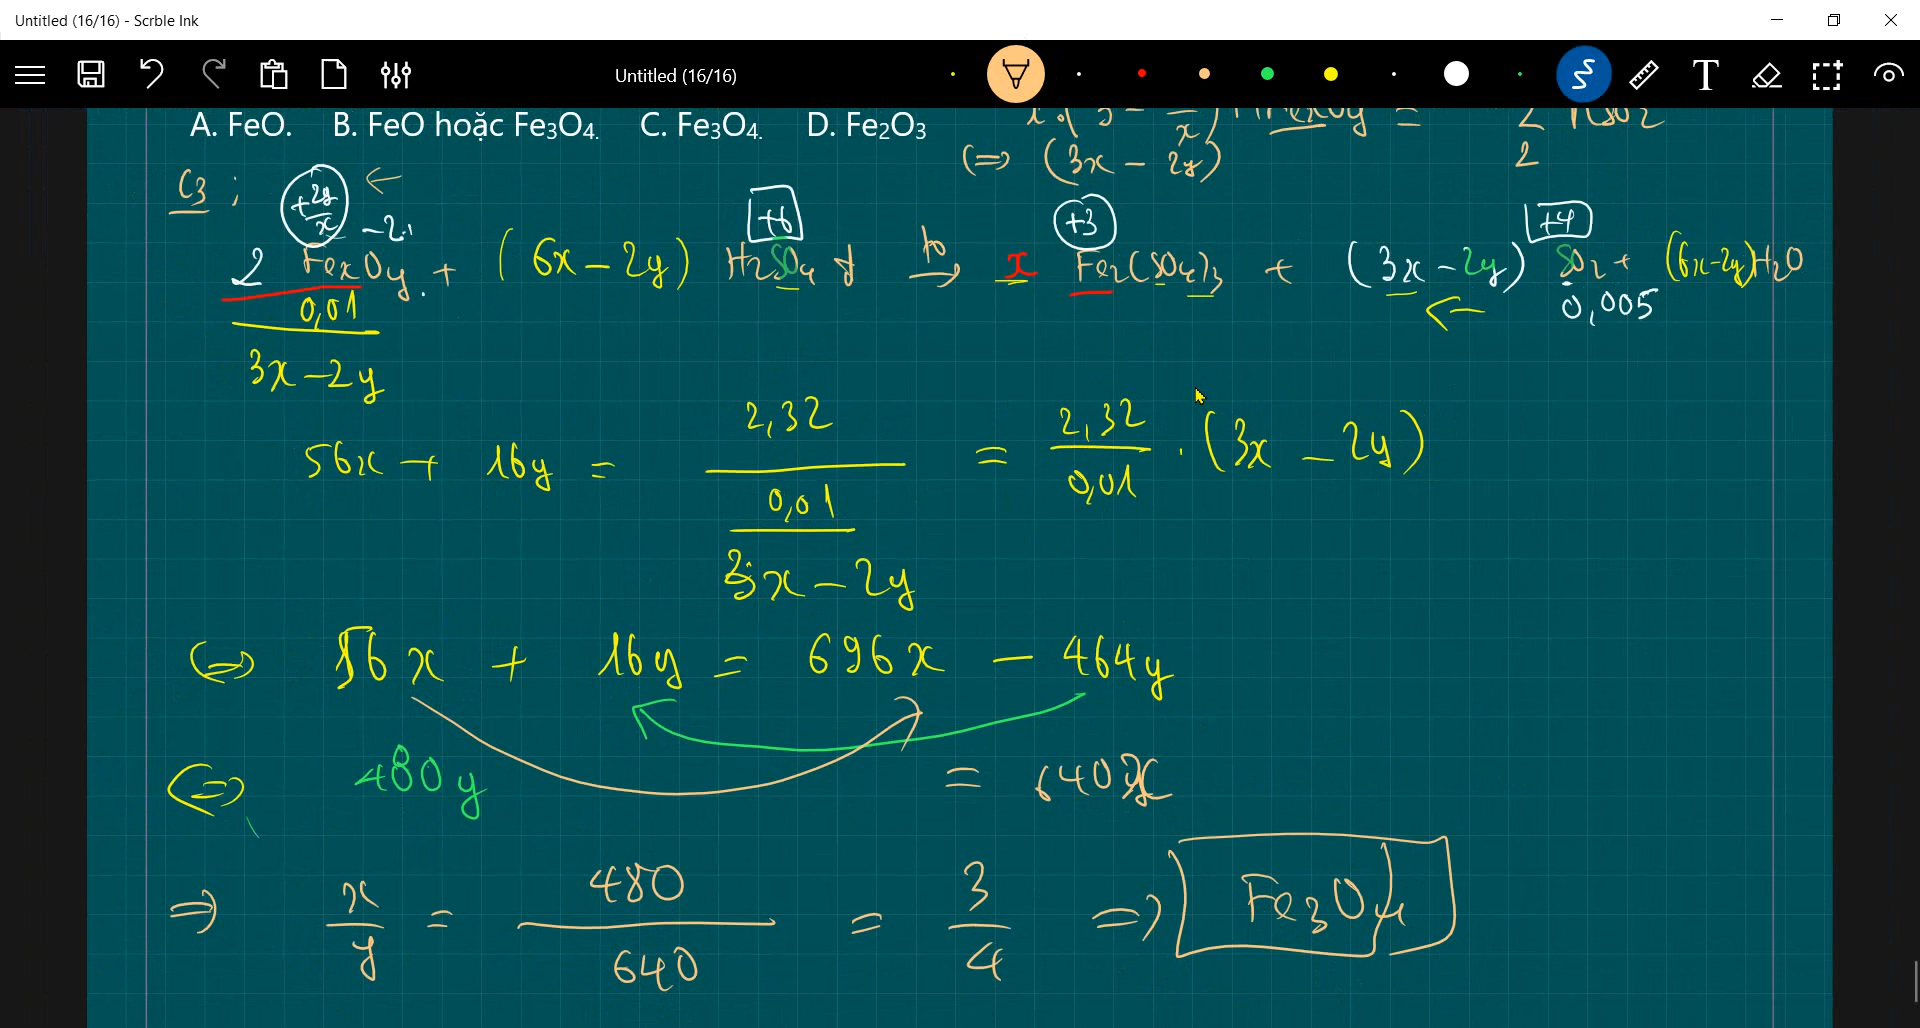 Untitled (16/16) - Scrble Ink
Untitled (16/16)
T
A. FeO. B. FeO hoặc Fe₃O₄. C. Fe₃O₄. D. Fe₂O₃
(=) (3x - 2y) 2
C3 ; +2y/x ← -2 +6 +3 +4
2 FexOy + (6x-2y) H2SO4 đ t° → x Fe2(SO4)3 + (3x-2y) SO2 + (6x-2y) H2O
0,01 ← 0,005
3x - 2y
56x + 16y = 2,32 / (0,01 / (3x - 2y)) = 2,32 / 0,01 . (3x - 2y)
(=) 56x + 16y = 696x - 464y
(=) 480y = 640x
=) x/y = 480/640 = 3/4 =) Fe3O4